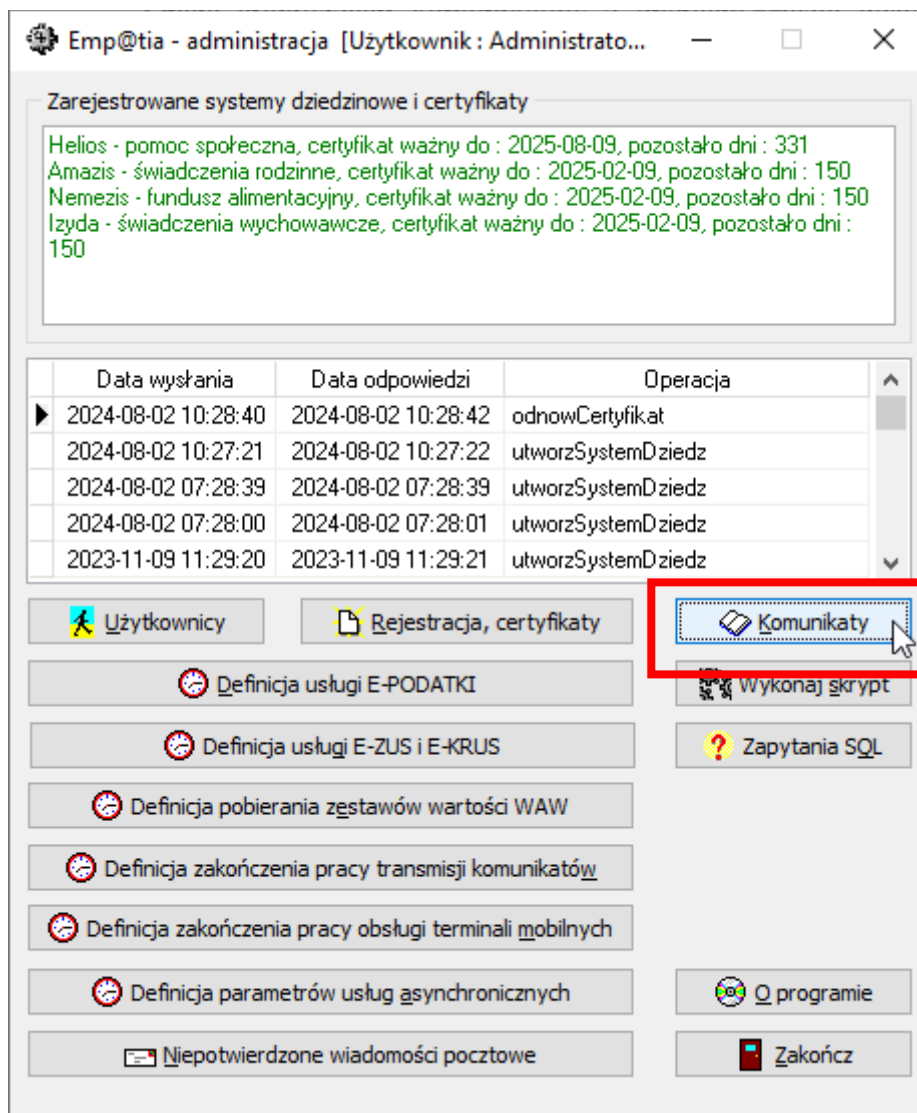 Emp@tia - administracja [Użytkownik : Administrato...
Zarejestrowane systemy dziedzinowe i certyfikaty
Helios - pomoc społeczna, certyfikat ważny do : 2025-08-09, pozostało dni : 331
Amazis - świadczenia rodzinne, certyfikat ważny do : 2025-02-09, pozostało dni : 150
Nemezis - fundusz alimentacyjny, certyfikat ważny do : 2025-02-09, pozostało dni : 150
Izyda - świadczenia wychowawcze, certyfikat ważny do : 2025-02-09, pozostało dni :
150
Data wysłania Data odpowiedzi Operacja
2024-08-02 10:28:40 2024-08-02 10:28:42 odnowCertyfikat
2024-08-02 10:27:21 2024-08-02 10:27:22 utworzSystemDziedz
2024-08-02 07:28:39 2024-08-02 07:28:39 utworzSystemDziedz
2024-08-02 07:28:00 2024-08-02 07:28:01 utworzSystemDziedz
2023-11-09 11:29:20 2023-11-09 11:29:21 utworzSystemDziedz
Użytkownicy Rejestracja, certyfikaty Komunikaty
Definicja usługi E-PODATKI Wykonaj skrypt
Definicja usługi E-ZUS i E-KRUS Zapytania SQL
Definicja pobierania zestawów wartości WAW
Definicja zakończenia pracy transmisji komunikatów
Definicja zakończenia pracy obsługi terminali mobilnych
Definicja parametrów usług asynchronicznych O programie
Niepotwierdzone wiadomości pocztowe Zakończ